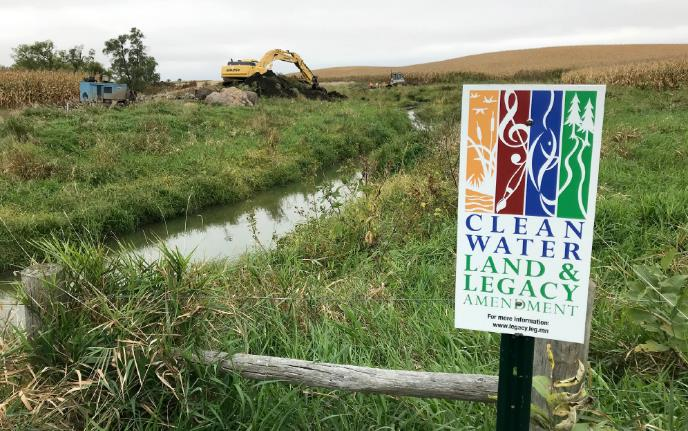 CLEAN
WATER
LAND &
LEGACY
AMENDMENT
For more information:
www.legacy.leg.mn